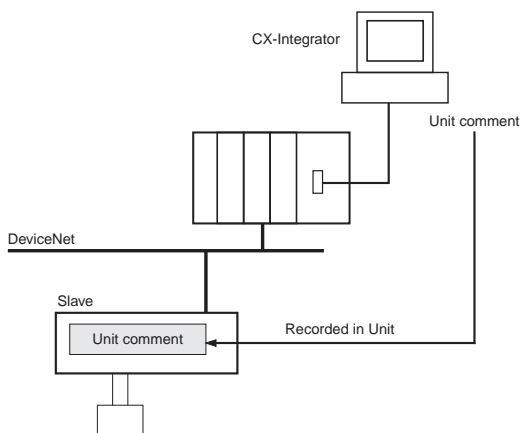 CX-Integrator
Unit comment
DeviceNet
Slave
Unit comment
Recorded in Unit